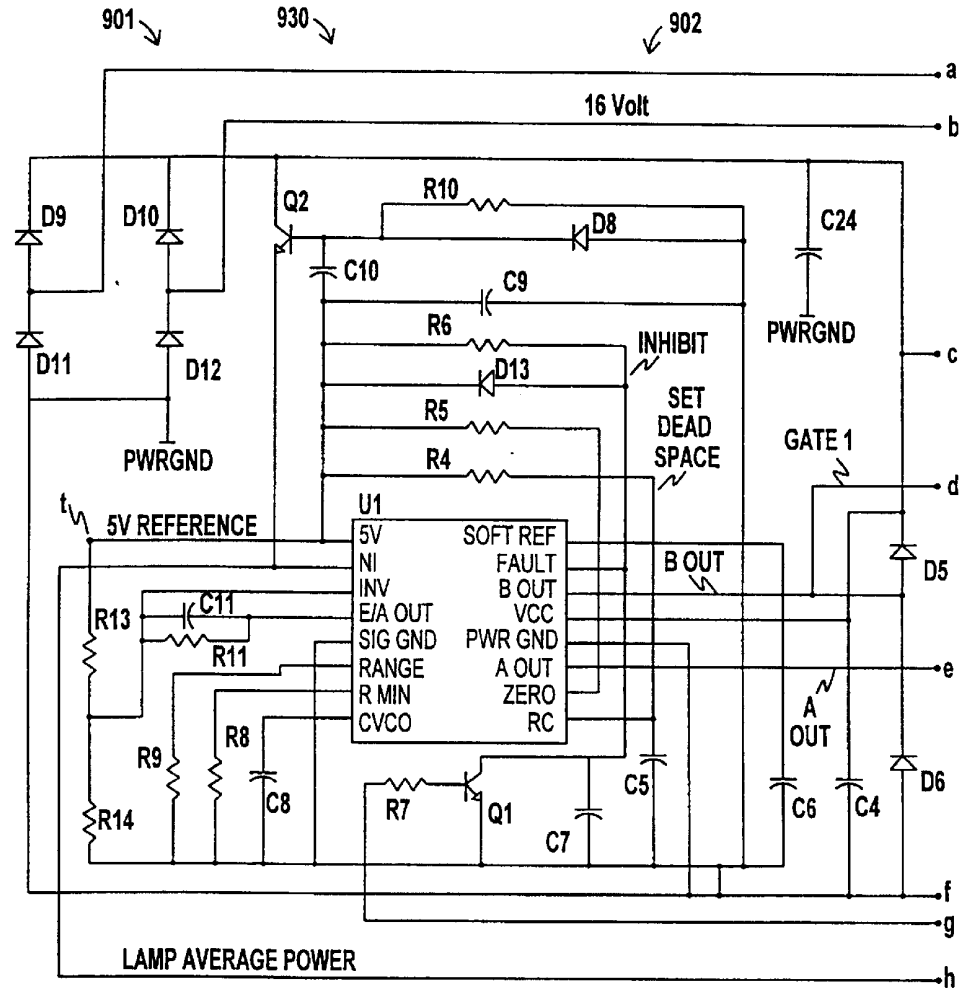 901 930 902
a
16 Volt
b
Q2 R10
D9 D10 D8 C24
C10
C9
R6 PWRGND
D11 D12 D13 INHIBIT c
R5 SET
DEAD
SPACE
PWRGND
R4 GATE 1
d
U1
t 5V REFERENCE
5V SOFT REF
NI FAULT B OUT D5
INV B OUT
C11 E/A OUT VCC
R13 SIG GND PWR GND
R11 RANGE A OUT e
R MIN ZERO A
OUT
CVCO RC
R9 R8 D6
C8 R7 Q1 C5 C6 C4
R14 C7
f
g
LAMP AVERAGE POWER
h